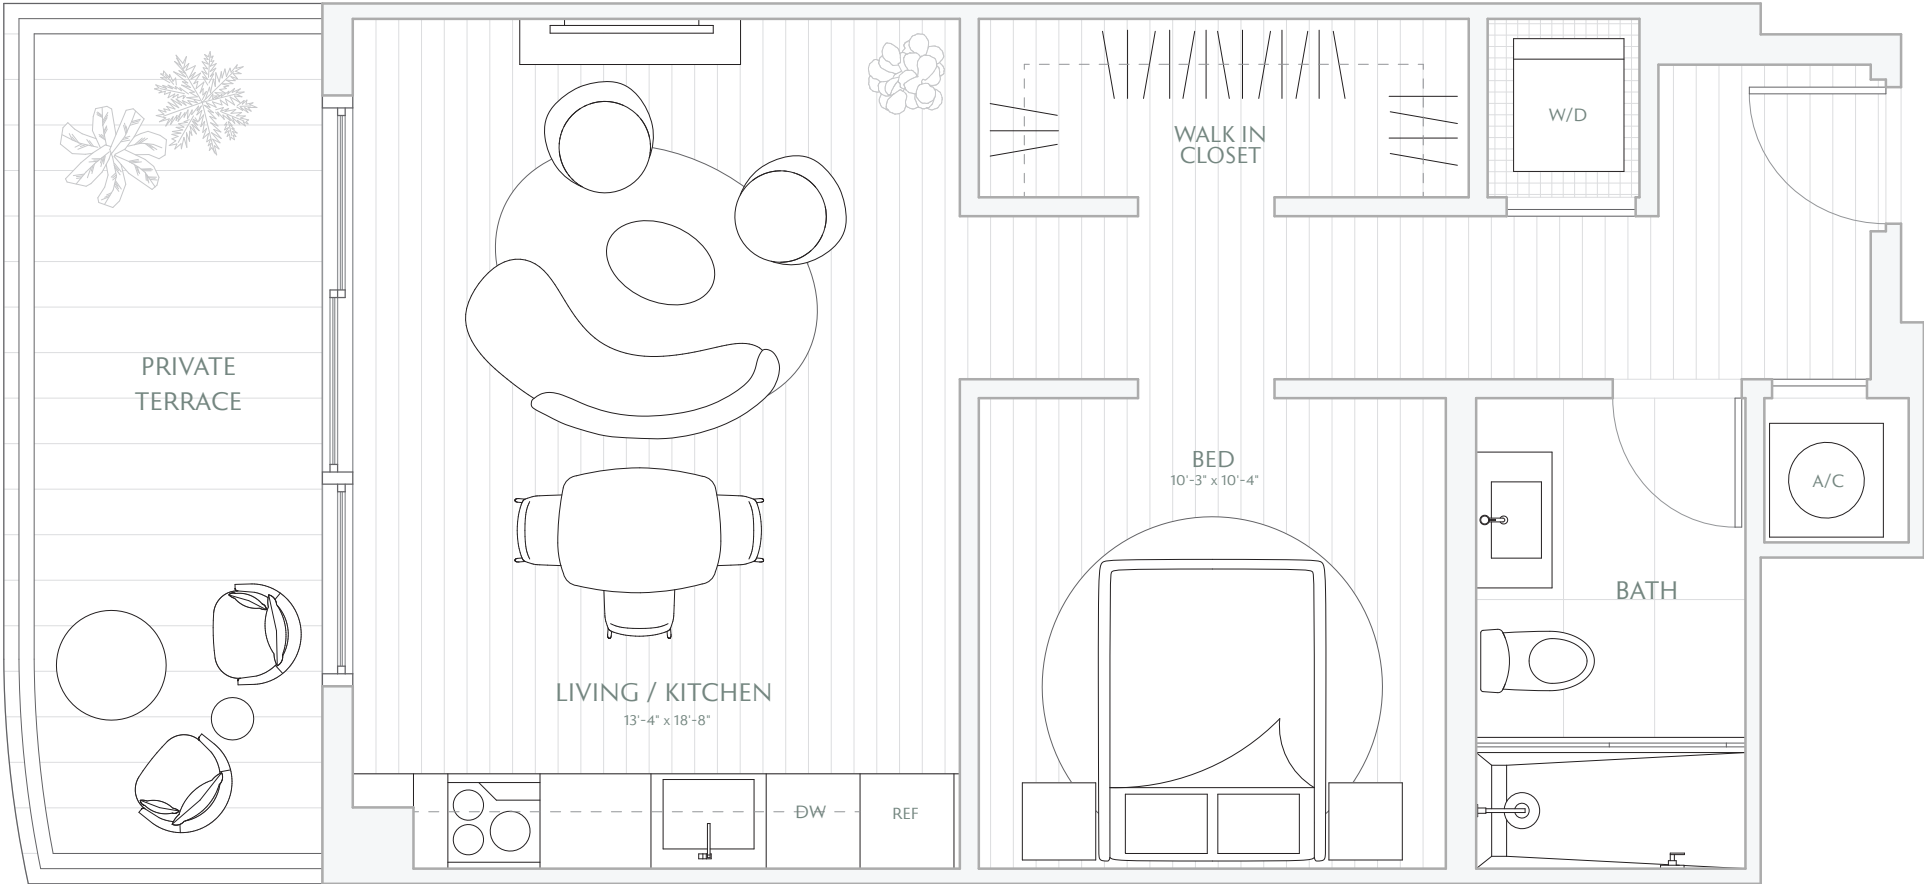 W/D
WALK IN
CLOSET
PRIVATE
TERRACE
BED
10'-3" x 10'-4"
A/C
BATH
LIVING / KITCHEN
13'-4" x 18'-8"
DW
REF